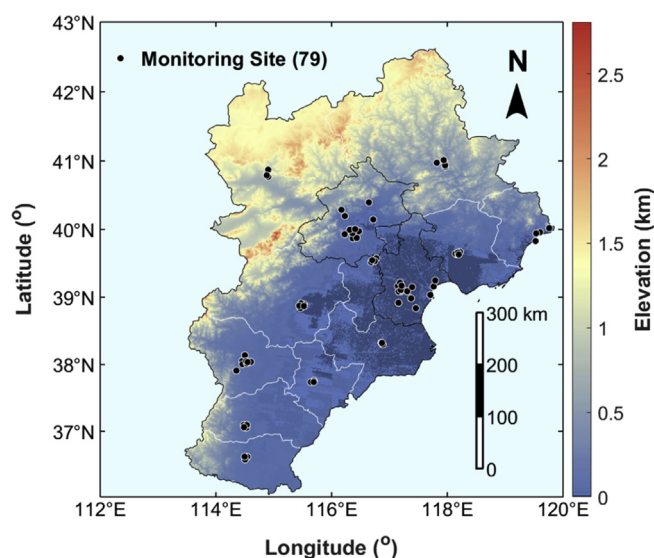 Monitoring Site (79)
N
43°N
42°N
41°N
40°N
39°N
38°N
37°N
Latitude (°)
112°E
114°E
116°E
118°E
120°E
Longitude (°)
300 km
200
100
0
2.5
2
1.5
1
0.5
0
Elevation (km)